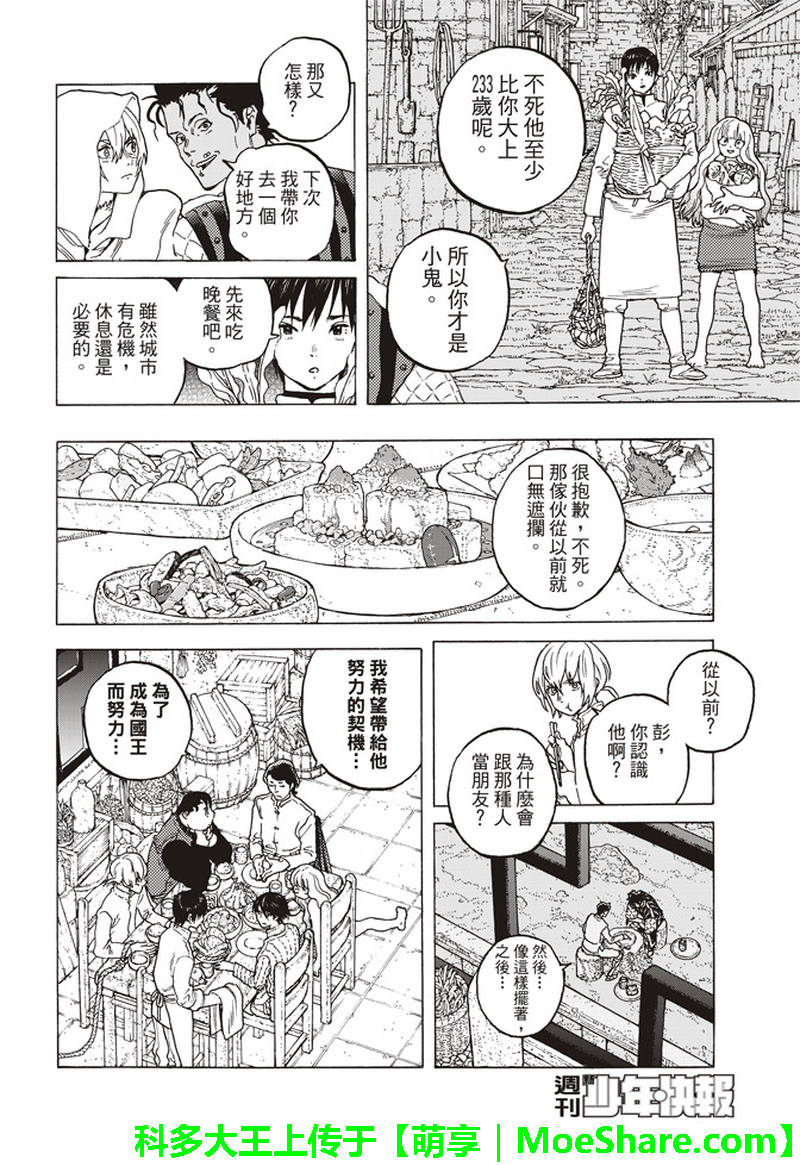 不死他至少
比你大上
233
歲呢。
所以你才是
小鬼。
那又
怎樣？
下次
我帶你
去一個
好地方。
先來吃
晚餐吧。
雖然城市
有危機，
休息還是
必要的。
很抱歉，不死。
那傢伙從以前就
口無遮攔。
從以前？
彭，
你認識
他啊？
為什麼會
跟那種人
當朋友？
我希望帶給他
努力的契機…
為了
成為國王
而努力…
然後…
像這樣擺著，
之後…
週刊
少年快報
科多大王上传于【萌享】| MoeShare.com】